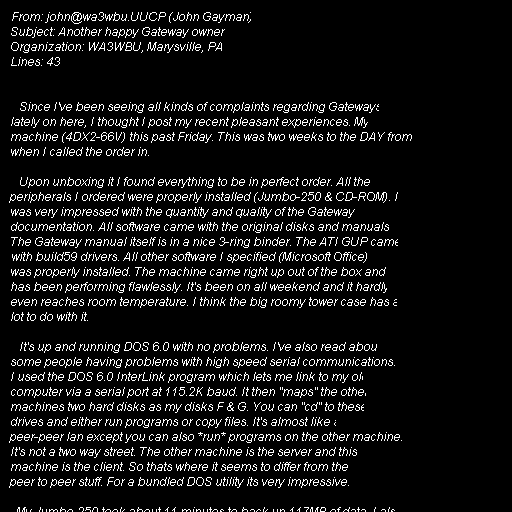 From: john@wa3wbu.UUCP (John Gayman)
Subject: Another happy Gateway owner
Organization: WA3WBU, Marysville, PA
Lines: 43
Since I've been seeing all kinds of complaints regarding Gateways
lately on here, I thought I post my recent pleasant experiences. My
machine (4DX2-66V) this past Friday. This was two weeks to the DAY from
when I called the order in.
Upon unboxing it I found everything to be in perfect order. All the
peripherals I ordered were properly installed (Jumbo-250 & CD-ROM). I
was very impressed with the quantity and quality of the Gateway
documentation. All software came with the original disks and manuals
The Gateway manual itself is in a nice 3-ring binder. The ATI GUP came
with build59 drivers. All other software I specified (Microsoft Office)
was properly installed. The machine came right up out of the box and
has been performing flawlessly. It's been on all weekend and it hardly
even reaches room temperature. I think the big roomy tower case has a
lot to do with it.
It's up and running DOS 6.0 with no problems. I've also read abou
some people having problems with high speed serial communications.
I used the DOS 6.0 InterLink program which lets me link to my ol
computer via a serial port at 115.2K baud. It then "maps" the other
machines two hard disks as my disks F & G. You can "cd" to these
drives and either run programs or copy files. It's almost like a
peer-peer lan except you can also *run* programs on the other machine.
It's not a two way street. The other machine is the server and this
machine is the client. So thats where it seems to differ from the
peer to peer stuff. For a bundled DOS utility its very impressive.
My Jumbo 250 took about 11 minutes to back up 117MB of data. I als